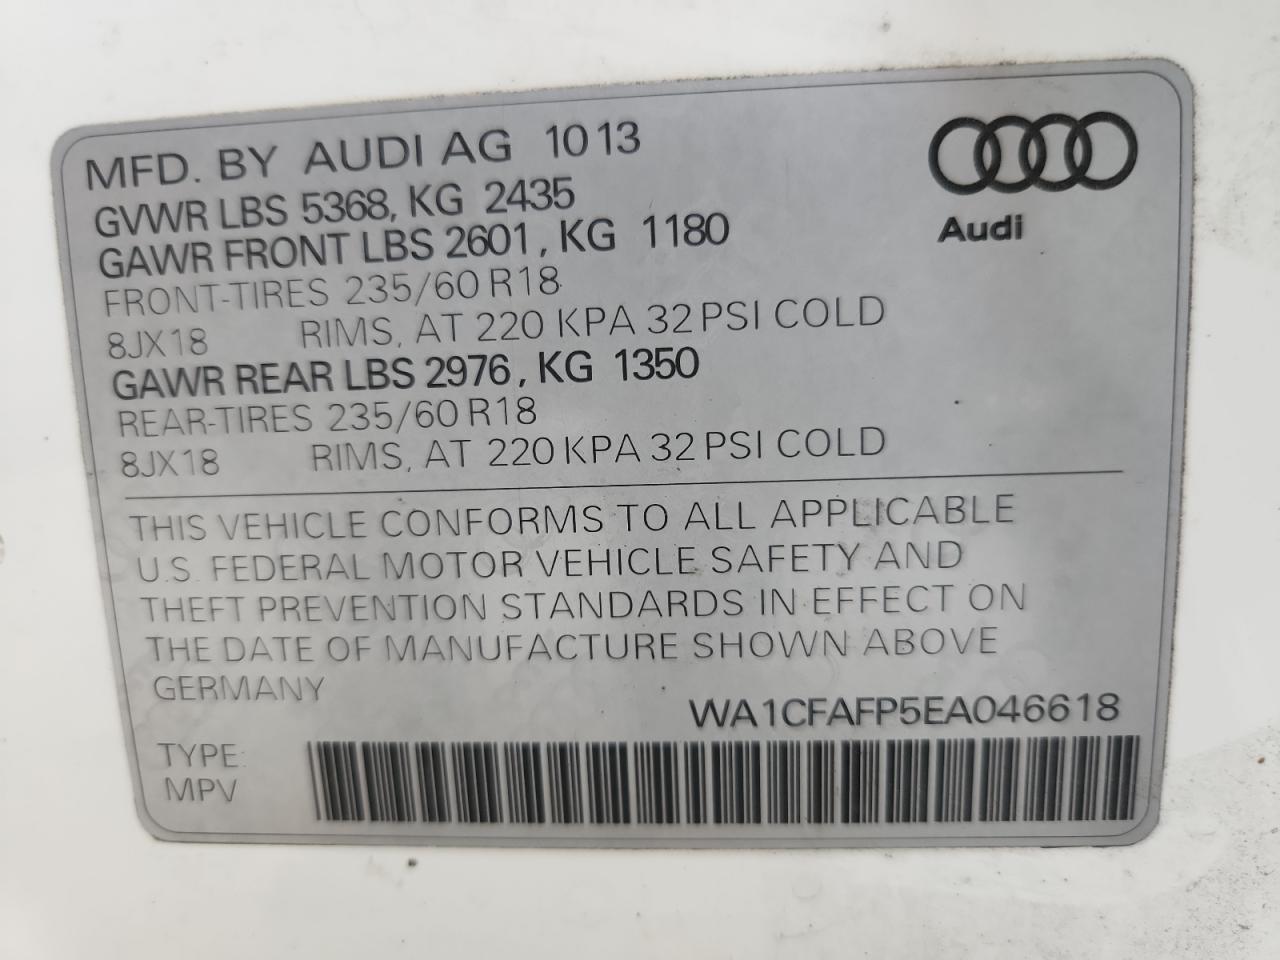 MFD. BY AUDI AG 10 13
GVWR LBS 5368, KG 2435
GAWR FRONT LBS 2601, KG 1180
FRONT-TIRES 235/60 R18
8JX18 RIMS, AT 220 KPA 32 PSI COLD
GAWR REAR LBS 2976, KG 1350
REAR-TIRES 235/60 R18
8JX18 RIMS, AT 220 KPA 32 PSI COLD
Audi
THIS VEHICLE CONFORMS TO ALL APPLICABLE
U.S. FEDERAL MOTOR VEHICLE SAFETY AND
THEFT PREVENTION STANDARDS IN EFFECT ON
THE DATE OF MANUFACTURE SHOWN ABOVE
GERMANY
WA1CFAFP5EA046618
TYPE:
MPV